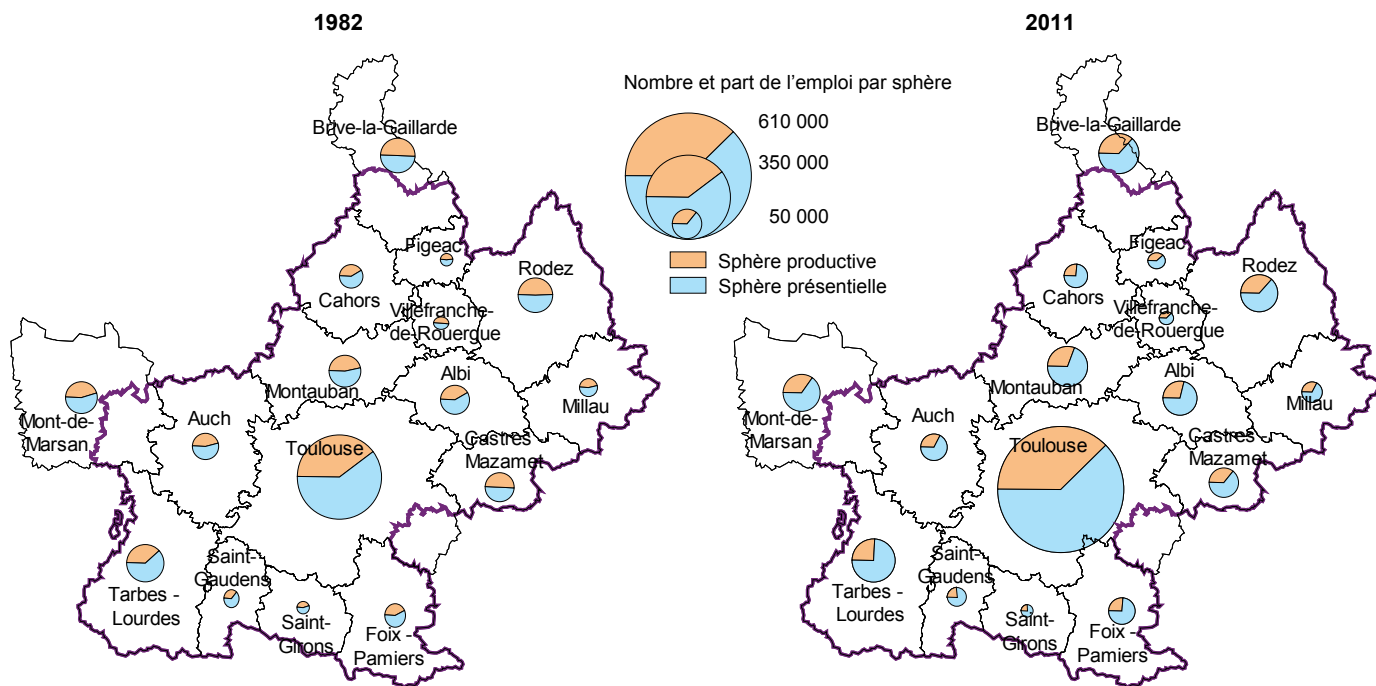 1982
2011
Nombre et part de l'emploi par sphère
610 000
350 000
50 000
Sphère productive
Sphère présentielle
Brive-la-Gaillarde
Figeac
Rodez
Cahors
Villefranche-
de-Rouergue
Montauban
Albi
Millau
Mont-de-
Marsan
Auch
Toulouse
Castres
Mazamet
Saint-
Gaudens
Tarbes -
Lourdes
Saint-
Girons
Foix -
Pamiers
Brive-la-Gaillarde
Figeac
Rodez
Cahors
Villefranche-
de-Rouergue
Montauban
Albi
Millau
Mont-de-
Marsan
Auch
Toulouse
Castres
Mazamet
Saint-
Gaudens
Tarbes -
Lourdes
Saint-
Girons
Foix -
Pamiers